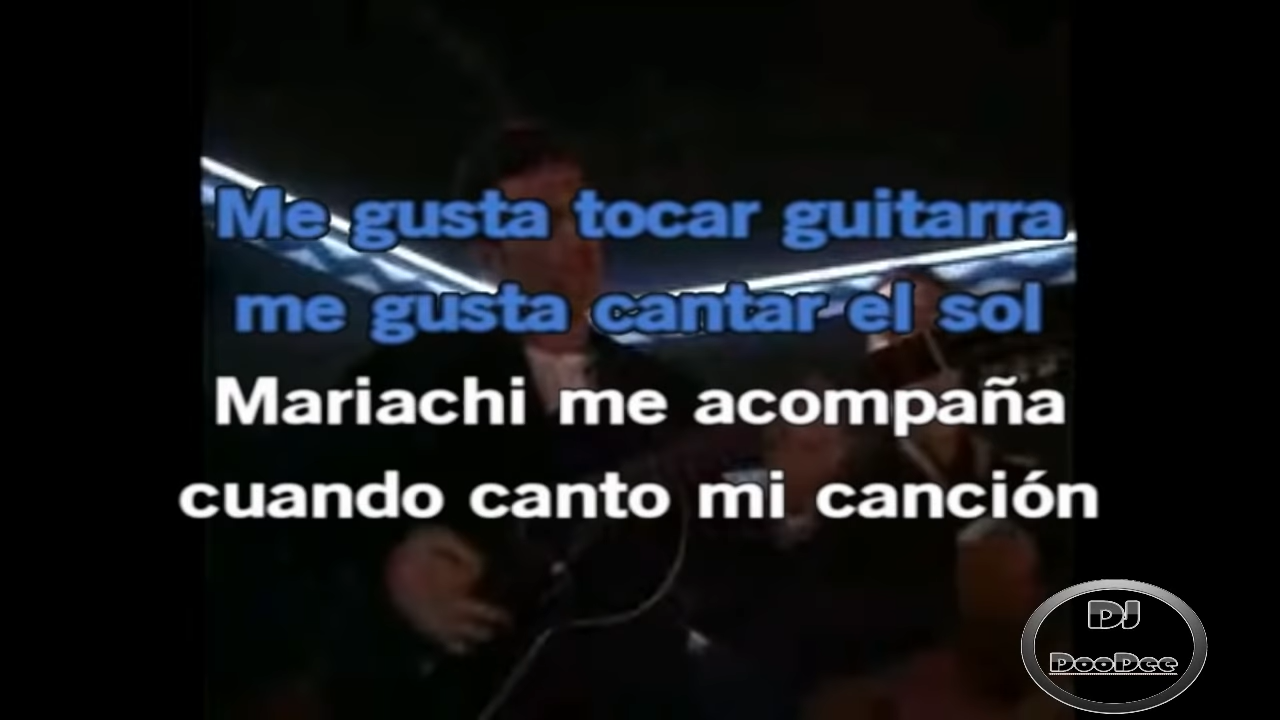 Me gusta tocar guitarra
me gusta cantar el sol
Mariachi me acompaña
cuando canto mi canción
DJ
DooDee